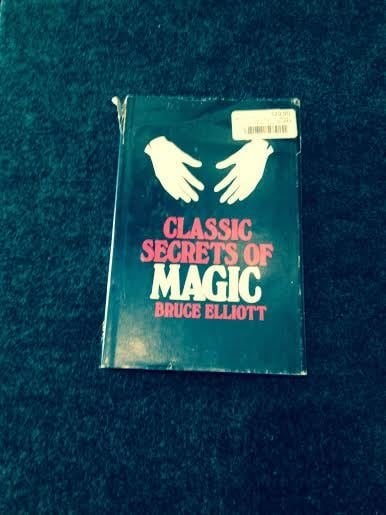 CLASSIC
SECRETS OF
MAGIC
BRUCE ELLIOTT